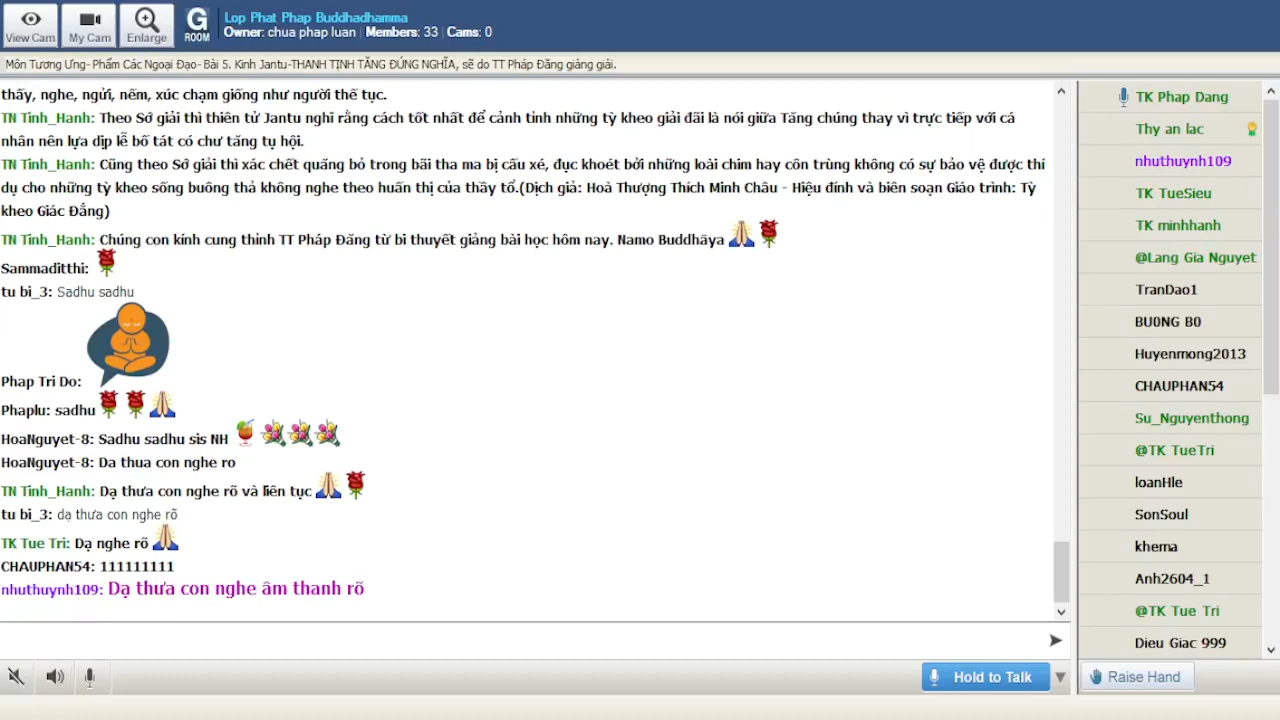 View Cam
My Cam
Enlarge
G
ROOM
Lop Phat Phap Buddhadhamma
Owner: chua phap luan | Members: 33 | Cams: 0
Môn Tương Ưng- Phẩm Các Ngoại Đạo- Bài 5. Kinh Jantu-THANH TỊNH TĂNG ĐÚNG NGHĨA, sẽ do TT Pháp Đăng giảng giải.
thấy, nghe, ngửi, nếm, xúc chạm giống như người thế tục.
TN Tinh_Hanh: Theo Sớ giải thì thiên tử Jantu nghĩ rằng cách tốt nhất để cảnh tỉnh những tỳ kheo giải đãi là nói giữa Tăng chúng thay vì trực tiếp với cá
nhân nên lựa dịp lễ bố tát có chư tăng tụ hội.
TN Tinh_Hanh: Cũng theo Sớ giải thì xác chết quăng bỏ trong bãi tha ma bị cấu xé, đục khoét bởi những loài chim hay côn trùng không có sự bảo vệ được thí
dụ cho những tỳ kheo sống buông thả không nghe theo huấn thị của thầy tổ.(Dịch giả: Hoà Thượng Thích Minh Châu - Hiệu đính và biên soạn Giáo trình: Tỳ
kheo Giác Đẳng)
TN Tinh_Hanh: Chúng con kính cung thỉnh TT Pháp Đăng từ bi thuyết giảng bài học hôm nay. Namo Buddhāya
Sammaditthi:
tu bi_3: Sadhu sadhu
Phap Tri Do:
Phaplu: sadhu
HoaNguyet-8: Sadhu sadhu sis NH
HoaNguyet-8: Da thua con nghe ro
TN Tinh_Hanh: Dạ thưa con nghe rõ và liên tục
tu bi_3: dạ thưa con nghe rõ
TK Tue Tri: Dạ nghe rõ
CHAUPHAN54: 111111111
nhuthuynh109: Dạ thưa con nghe âm thanh rõ
TK Phap Dang
Thy an lac
nhuthuynh109
TK TueSieu
TK minhhanh
@Lang Gia Nguyet
TranDao1
BU0NG B0
Huyenmong2013
CHAUPHAN54
Su_Nguyenthong
@TK TueTri
loanHle
SonSoul
khema
Anh2604_1
@TK Tue Tri
Dieu Giac 999
Hold to Talk
Raise Hand